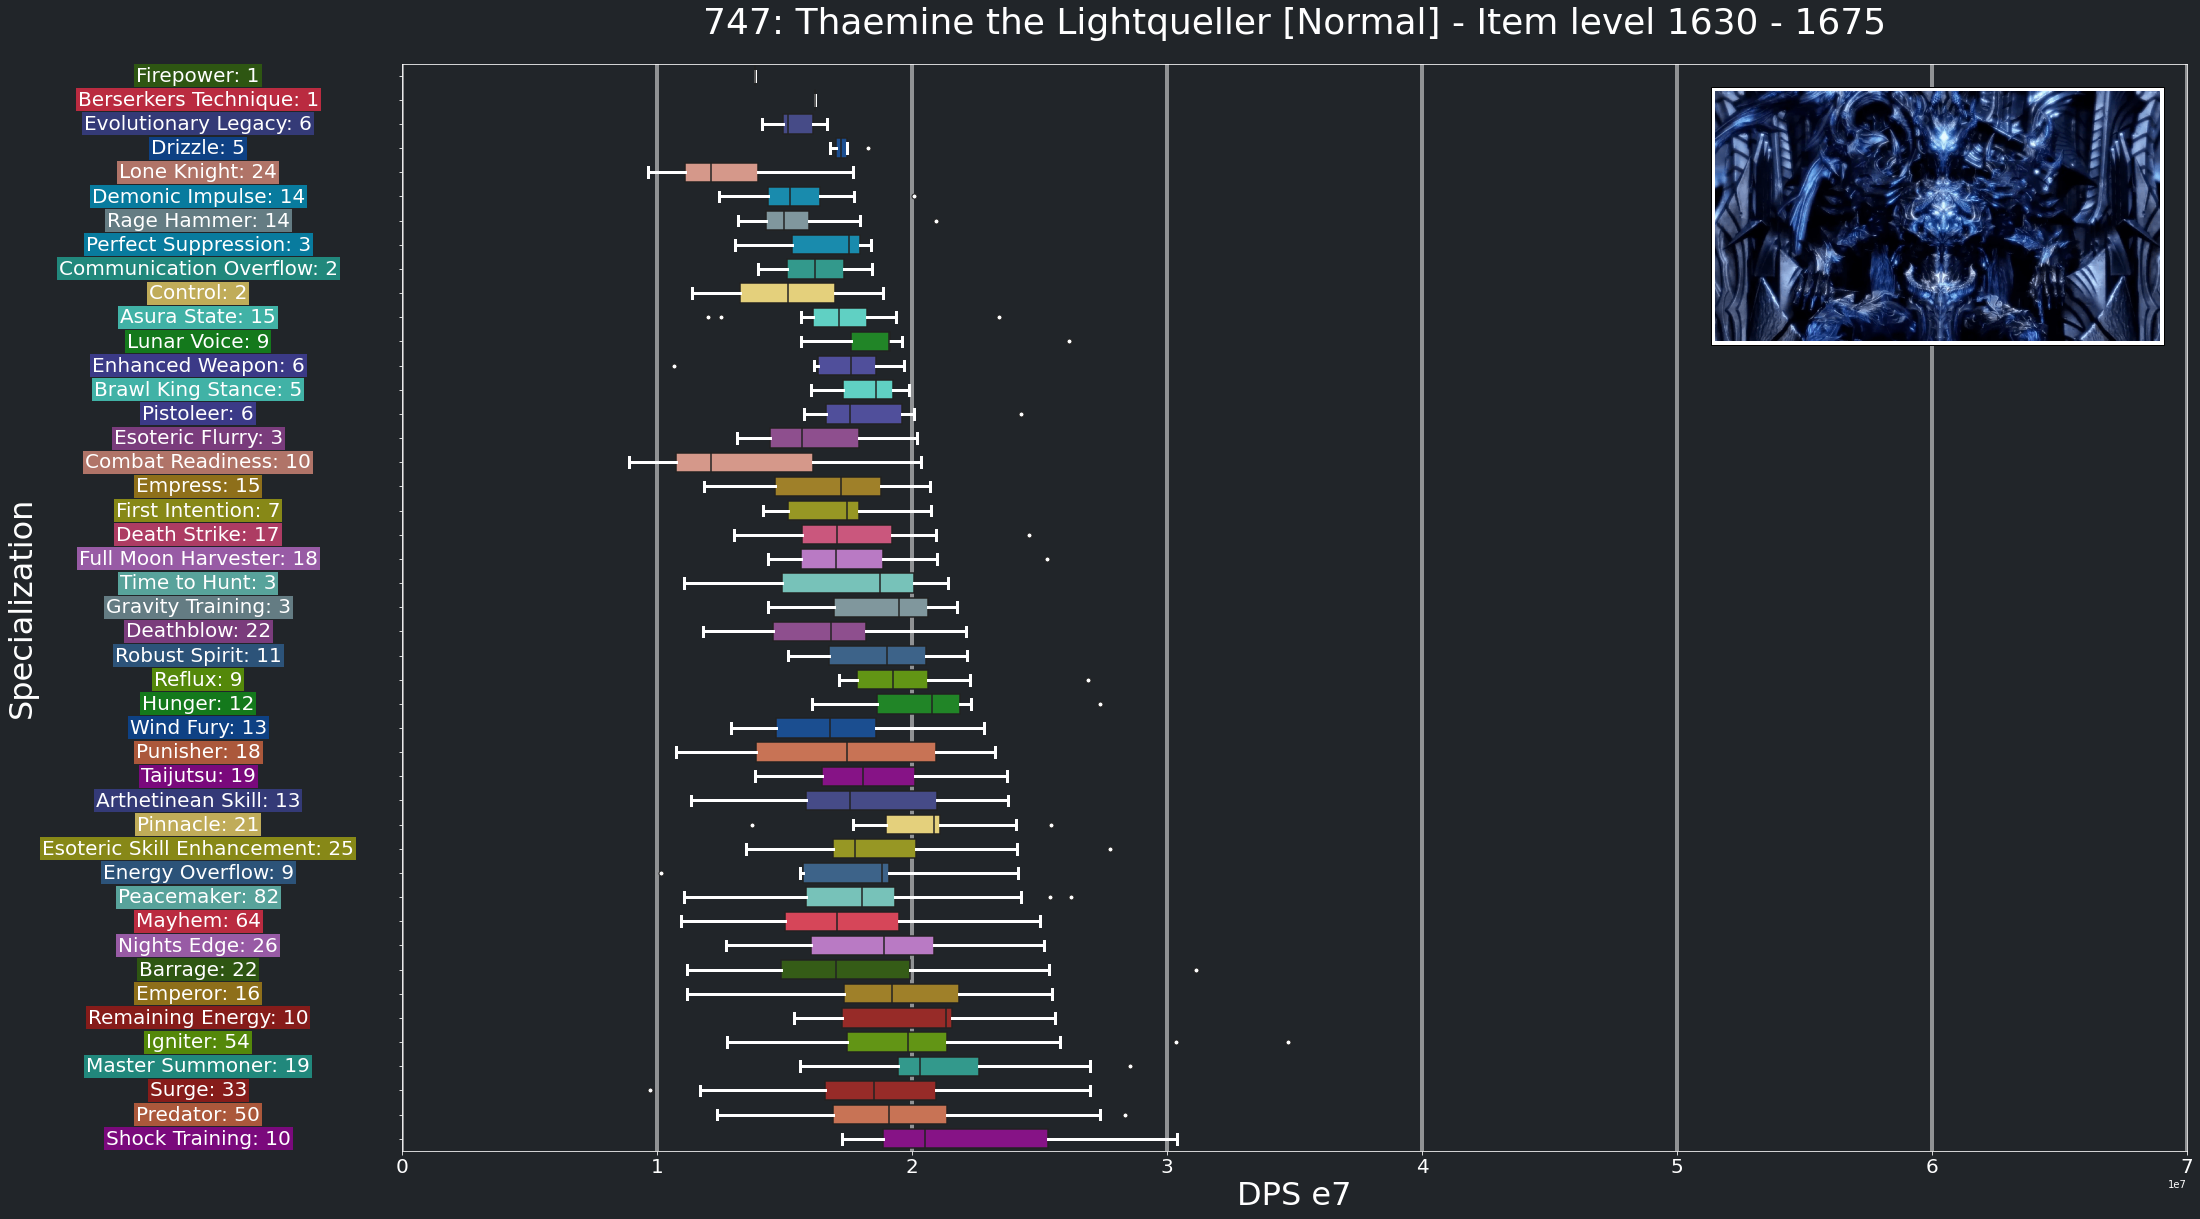 747: Thaemine the Lightqueller [Normal] - Item level 1630 - 1675
Specialization
Firepower: 1
Berserkers Technique: 1
Evolutionary Legacy: 6
Drizzle: 5
Lone Knight: 24
Demonic Impulse: 14
Rage Hammer: 14
Perfect Suppression: 3
Communication Overflow: 2
Control: 2
Asura State: 15
Lunar Voice: 9
Enhanced Weapon: 6
Brawl King Stance: 5
Pistoleer: 6
Esoteric Flurry: 3
Combat Readiness: 10
Empress: 15
First Intention: 7
Death Strike: 17
Full Moon Harvester: 18
Time to Hunt: 3
Gravity Training: 3
Deathblow: 22
Robust Spirit: 11
Reflux: 9
Hunger: 12
Wind Fury: 13
Punisher: 18
Taijutsu: 19
Arthetinean Skill: 13
Pinnacle: 21
Esoteric Skill Enhancement: 25
Energy Overflow: 9
Peacemaker: 82
Mayhem: 64
Nights Edge: 26
Barrage: 22
Emperor: 16
Remaining Energy: 10
Igniter: 54
Master Summoner: 19
Surge: 33
Predator: 50
Shock Training: 10
0 1 2 3 4 5 6 7
1e7
DPS e7